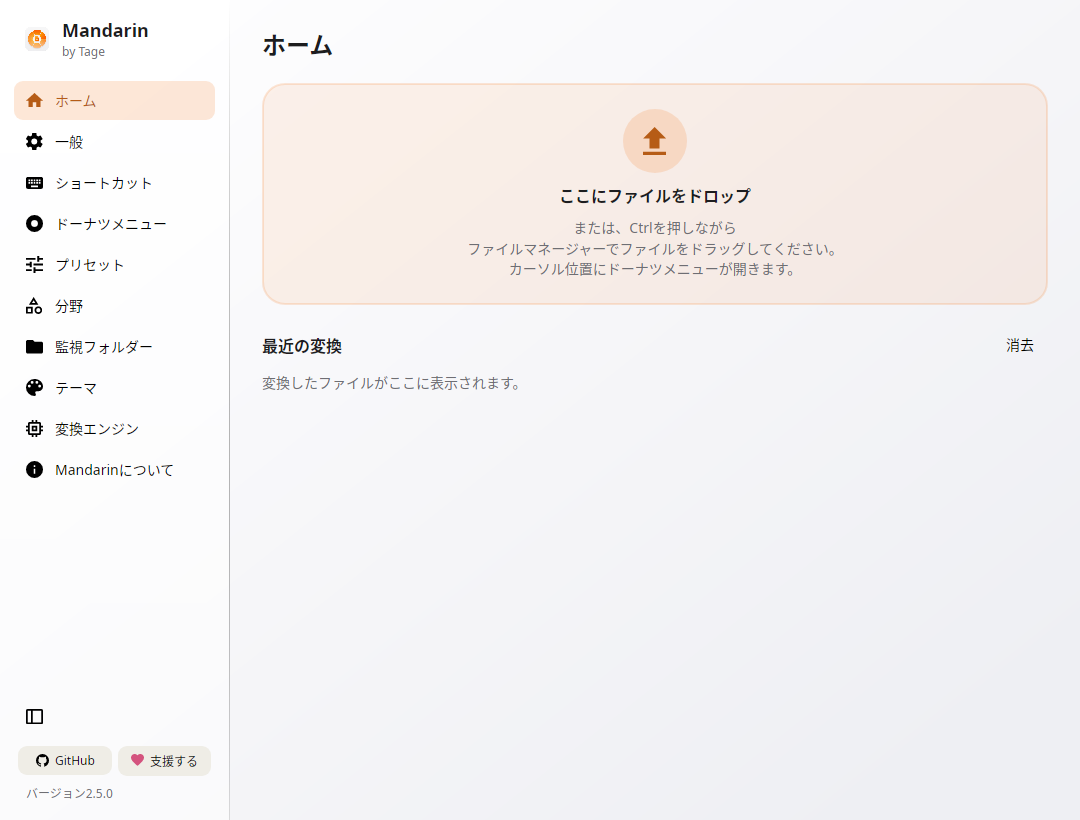 Mandarin
by Tage
ホーム
一般
ショートカット
ドーナツメニュー
プリセット
分野
監視フォルダー
テーマ
変換エンジン
Mandarinについて
GitHub
支援する
バージョン2.5.0
ホーム
ここにファイルをドロップ
または、Ctrlを押しながら
ファイルマネージャーでファイルをドラッグしてください。
カーソル位置にドーナツメニューが開きます。
最近の変換
消去
変換したファイルがここに表示されます。